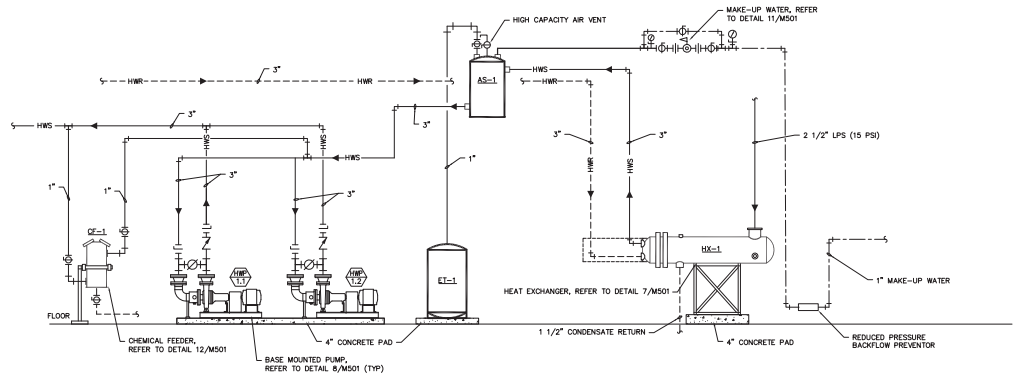 MAKE-UP WATER, REFER
TO DETAIL 11/M501
HIGH CAPACITY AIR VENT
3"
HWR
HWR
AS-1
HWS
HWR
3"
HWS
3"
HWS
HWS
HWS
3"
3"
2 1/2" LPS (15 PSI)
HWR
HWS
1"
1"
1"
3"
3"
CF-1
HWP
1.1
HWP
1.2
ET-1
HX-1
HEAT EXCHANGER, REFER TO DETAIL 7/M501
1" MAKE-UP WATER
FLOOR
CHEMICAL FEEDER,
REFER TO DETAIL 12/M501
4" CONCRETE PAD
BASE MOUNTED PUMP,
REFER TO DETAIL 8/M501 (TYP)
1 1/2" CONDENSATE RETURN
4" CONCRETE PAD
REDUCED PRESSURE
BACKFLOW PREVENTOR